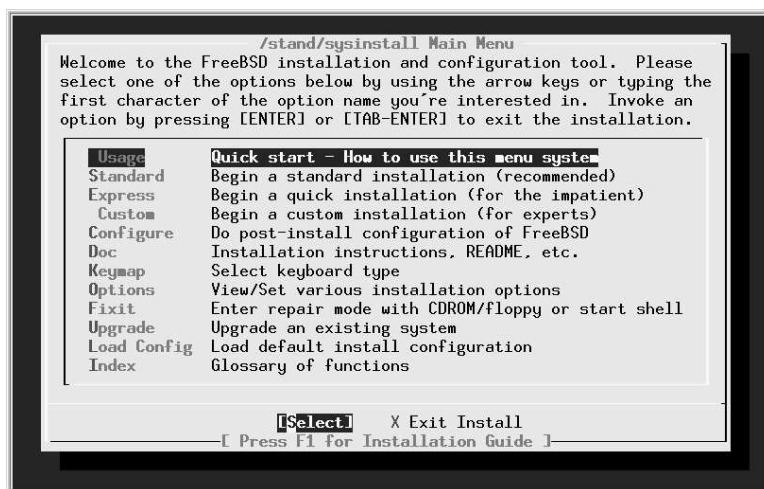 /stand/sysinstall Main Menu
Welcome to the FreeBSD installation and configuration tool.  Please
select one of the options below by using the arrow keys or typing the
first character of the option name you're interested in.  Invoke an
option by pressing [ENTER] or [TAB-ENTER] to exit the installation.
Usage Quick start - How to use this menu system
Standard Begin a standard installation (recommended)
Express Begin a quick installation (for the impatient)
Custom Begin a custom installation (for experts)
Configure Do post-install configuration of FreeBSD
Doc Installation instructions, README, etc.
Keymap Select keyboard type
Options View/Set various installation options
Fixit Enter repair mode with CDROM/floppy or start shell
Upgrade Upgrade an existing system
Load Config Load default install configuration
Index Glossary of functions
[Select] X Exit Install
[ Press F1 for Installation Guide ]